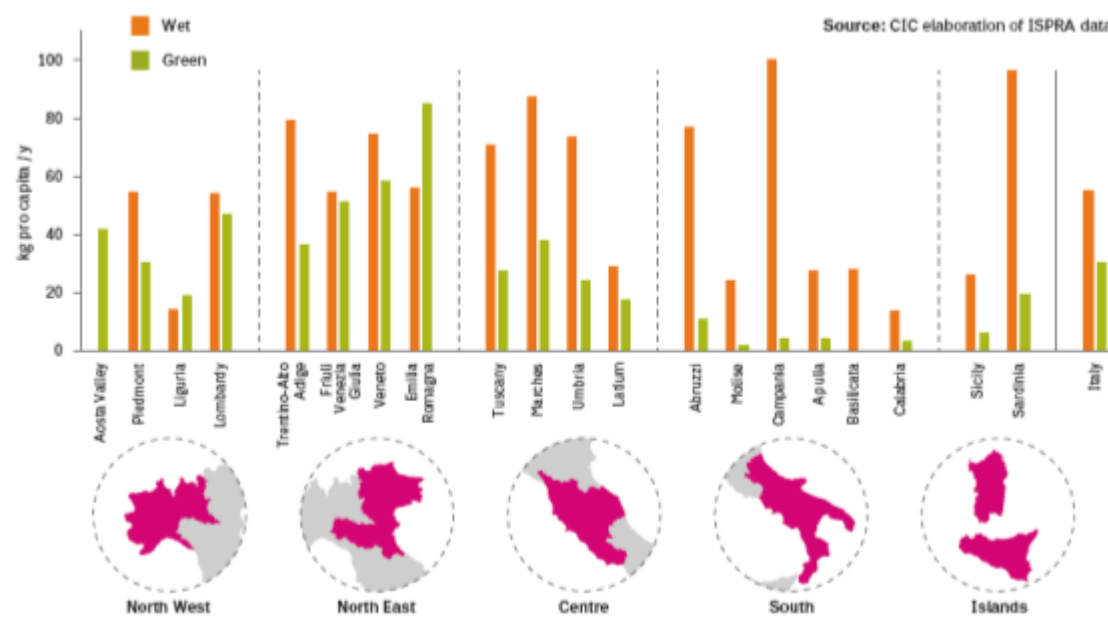 Wet
Green
Source: CIC elaboration of ISPRA data
kg pro capita / y
100
80
60
40
20
0
Aosta Valley
Piedmont
Liguria
Lombardy
Trentino-Alto
Adige
Friuli
Venezia
Giulia
Veneto
Emilia
Romagna
Tuscany
Marches
Umbria
Latium
Abruzzi
Molise
Campania
Apulia
Basilicata
Calabria
Sicily
Sardinia
Italy
North West
North East
Centre
South
Islands